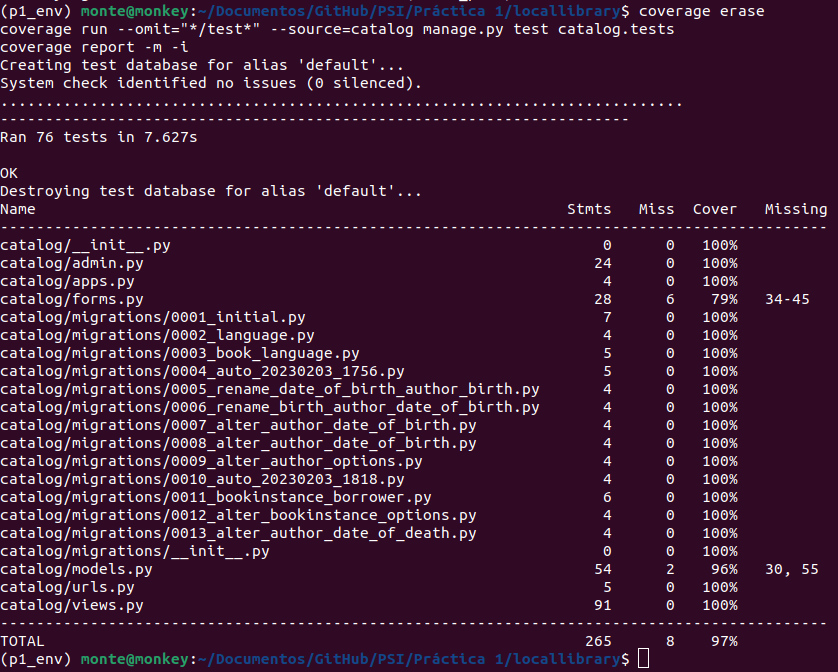 (p1_env) monte@monkey:~/Documentos/GitHub/PSI/Práctica 1/locallibrary$ coverage erase
coverage run --omit="*/test*" --source=catalog manage.py test catalog.tests
coverage report -m -i
Creating test database for alias 'default'...
System check identified no issues (0 silenced).
............................................................................
----------------------------------------------------------------------
Ran 76 tests in 7.627s

OK
Destroying test database for alias 'default'...
Name                                                           Stmts   Miss  Cover   Missing
--------------------------------------------------------------------------------------------
catalog/__init__.py                                                0      0   100%
catalog/admin.py                                                  24      0   100%
catalog/apps.py                                                    4      0   100%
catalog/forms.py                                                  28      6    79%   34-45
catalog/migrations/0001_initial.py                                 7      0   100%
catalog/migrations/0002_language.py                                4      0   100%
catalog/migrations/0003_book_language.py                           5      0   100%
catalog/migrations/0004_auto_20230203_1756.py                      5      0   100%
catalog/migrations/0005_rename_date_of_birth_author_birth.py       4      0   100%
catalog/migrations/0006_rename_birth_author_date_of_birth.py       4      0   100%
catalog/migrations/0007_alter_author_date_of_birth.py              4      0   100%
catalog/migrations/0008_alter_author_date_of_birth.py              4      0   100%
catalog/migrations/0009_alter_author_options.py                    4      0   100%
catalog/migrations/0010_auto_20230203_1818.py                      4      0   100%
catalog/migrations/0011_bookinstance_borrower.py                   6      0   100%
catalog/migrations/0012_alter_bookinstance_options.py              4      0   100%
catalog/migrations/0013_alter_author_date_of_death.py              4      0   100%
catalog/migrations/__init__.py                                     0      0   100%
catalog/models.py                                                 54      2    96%   30, 55
catalog/urls.py                                                    5      0   100%
catalog/views.py                                                  91      0   100%
--------------------------------------------------------------------------------------------
TOTAL                                                            265      8    97%
(p1_env) monte@monkey:~/Documentos/GitHub/PSI/Práctica 1/locallibrary$